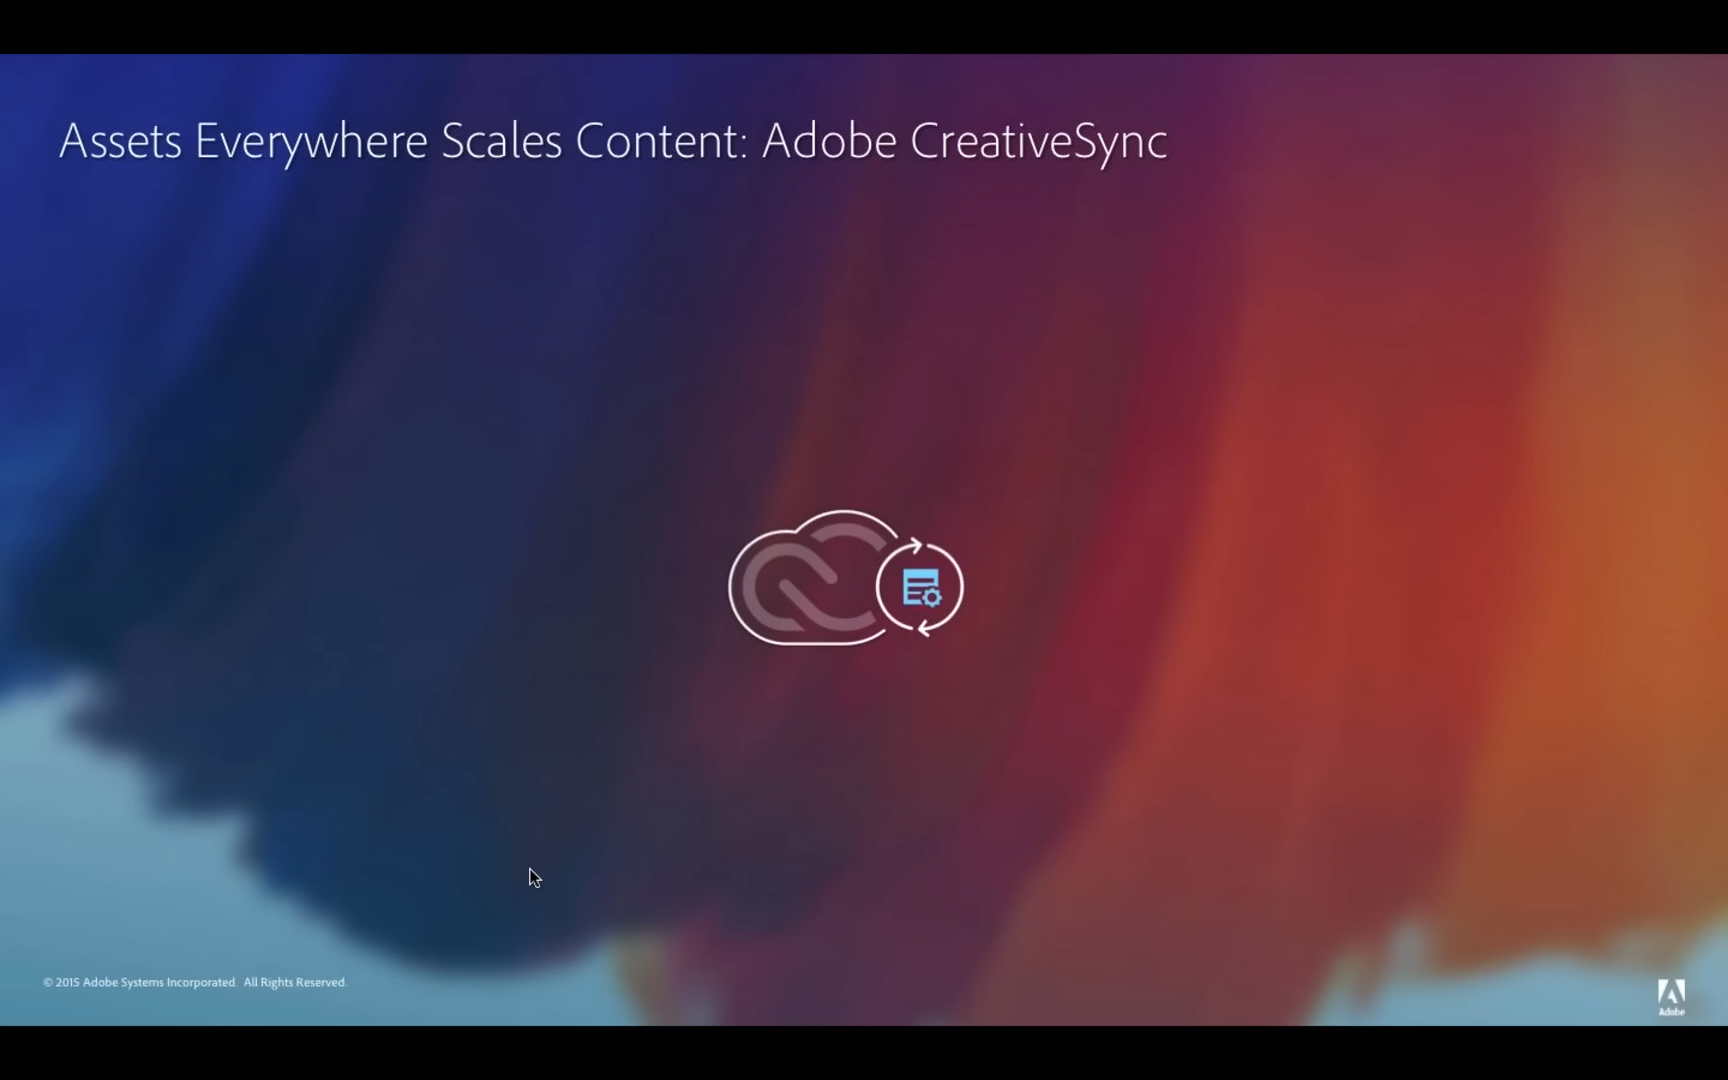 Assets Everywhere Scales Content: Adobe CreativeSync
© 2015 Adobe Systems Incorporated. All Rights Reserved.
Adobe